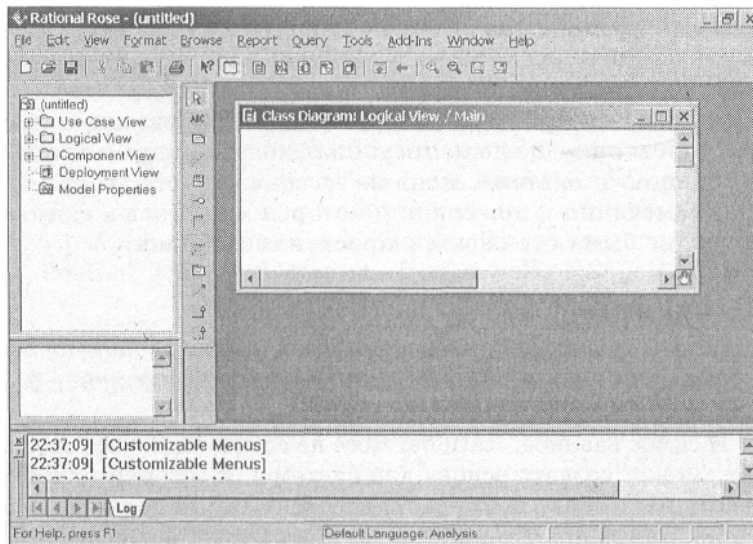 Rational Rose - (untitled)
File Edit View Format Browse Report Query Tools Add-Ins Window Help
(untitled)
Use Case View
Logical View
Component View
Deployment View
Model Properties
ABC
Class Diagram: Logical View / Main
22:37:09| [Customizable Menus]
22:37:09| [Customizable Menus]
Log
For Help, press F1
Default Language: Analysis